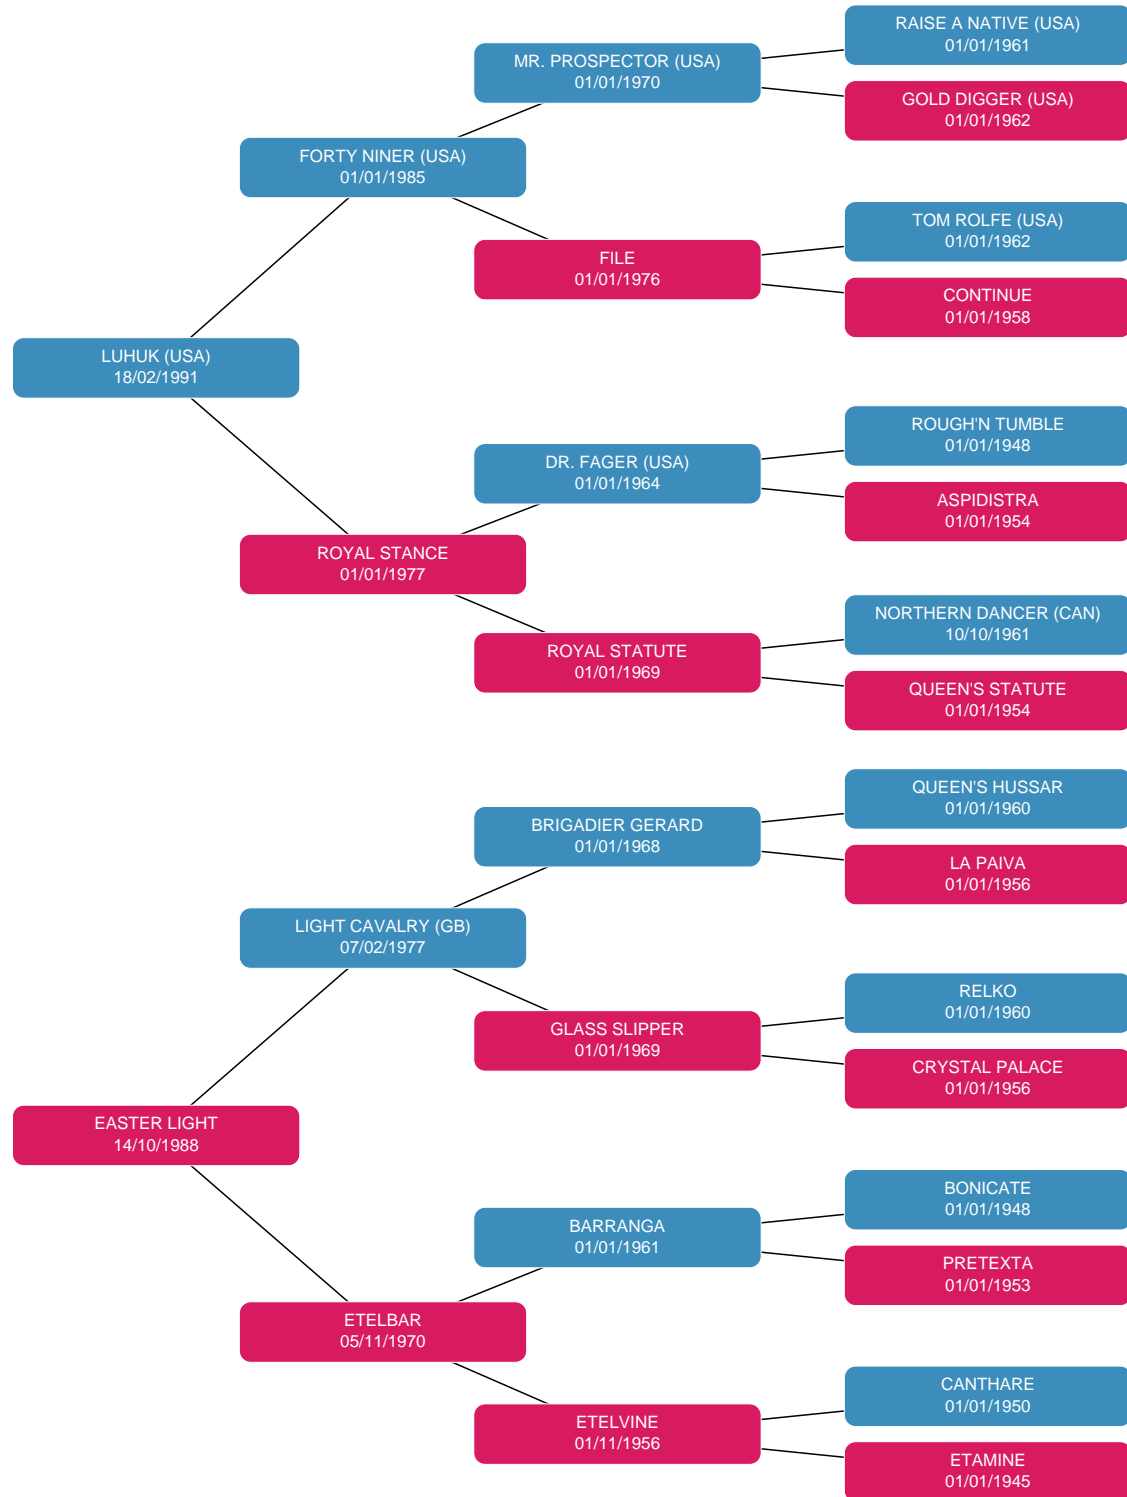 RAISE A NATIVE (USA)
01/01/1961
MR. PROSPECTOR (USA)
01/01/1970
GOLD DIGGER (USA)
01/01/1962
FORTY NINER (USA)
01/01/1985
TOM ROLFE (USA)
01/01/1962
FILE
01/01/1976
CONTINUE
01/01/1958
LUHUK (USA)
18/02/1991
ROUGH'N TUMBLE
01/01/1948
DR. FAGER (USA)
01/01/1964
ASPIDISTRA
01/01/1954
ROYAL STANCE
01/01/1977
NORTHERN DANCER (CAN)
10/10/1961
ROYAL STATUTE
01/01/1969
QUEEN'S STATUTE
01/01/1954
QUEEN'S HUSSAR
01/01/1960
BRIGADIER GERARD
01/01/1968
LA PAIVA
01/01/1956
LIGHT CAVALRY (GB)
07/02/1977
RELKO
01/01/1960
GLASS SLIPPER
01/01/1969
CRYSTAL PALACE
01/01/1956
EASTER LIGHT
14/10/1988
BONICATE
01/01/1948
BARRANGA
01/01/1961
PRETEXTA
01/01/1953
ETELBAR
05/11/1970
CANTHARE
01/01/1950
ETELVINE
01/11/1956
ETAMINE
01/01/1945